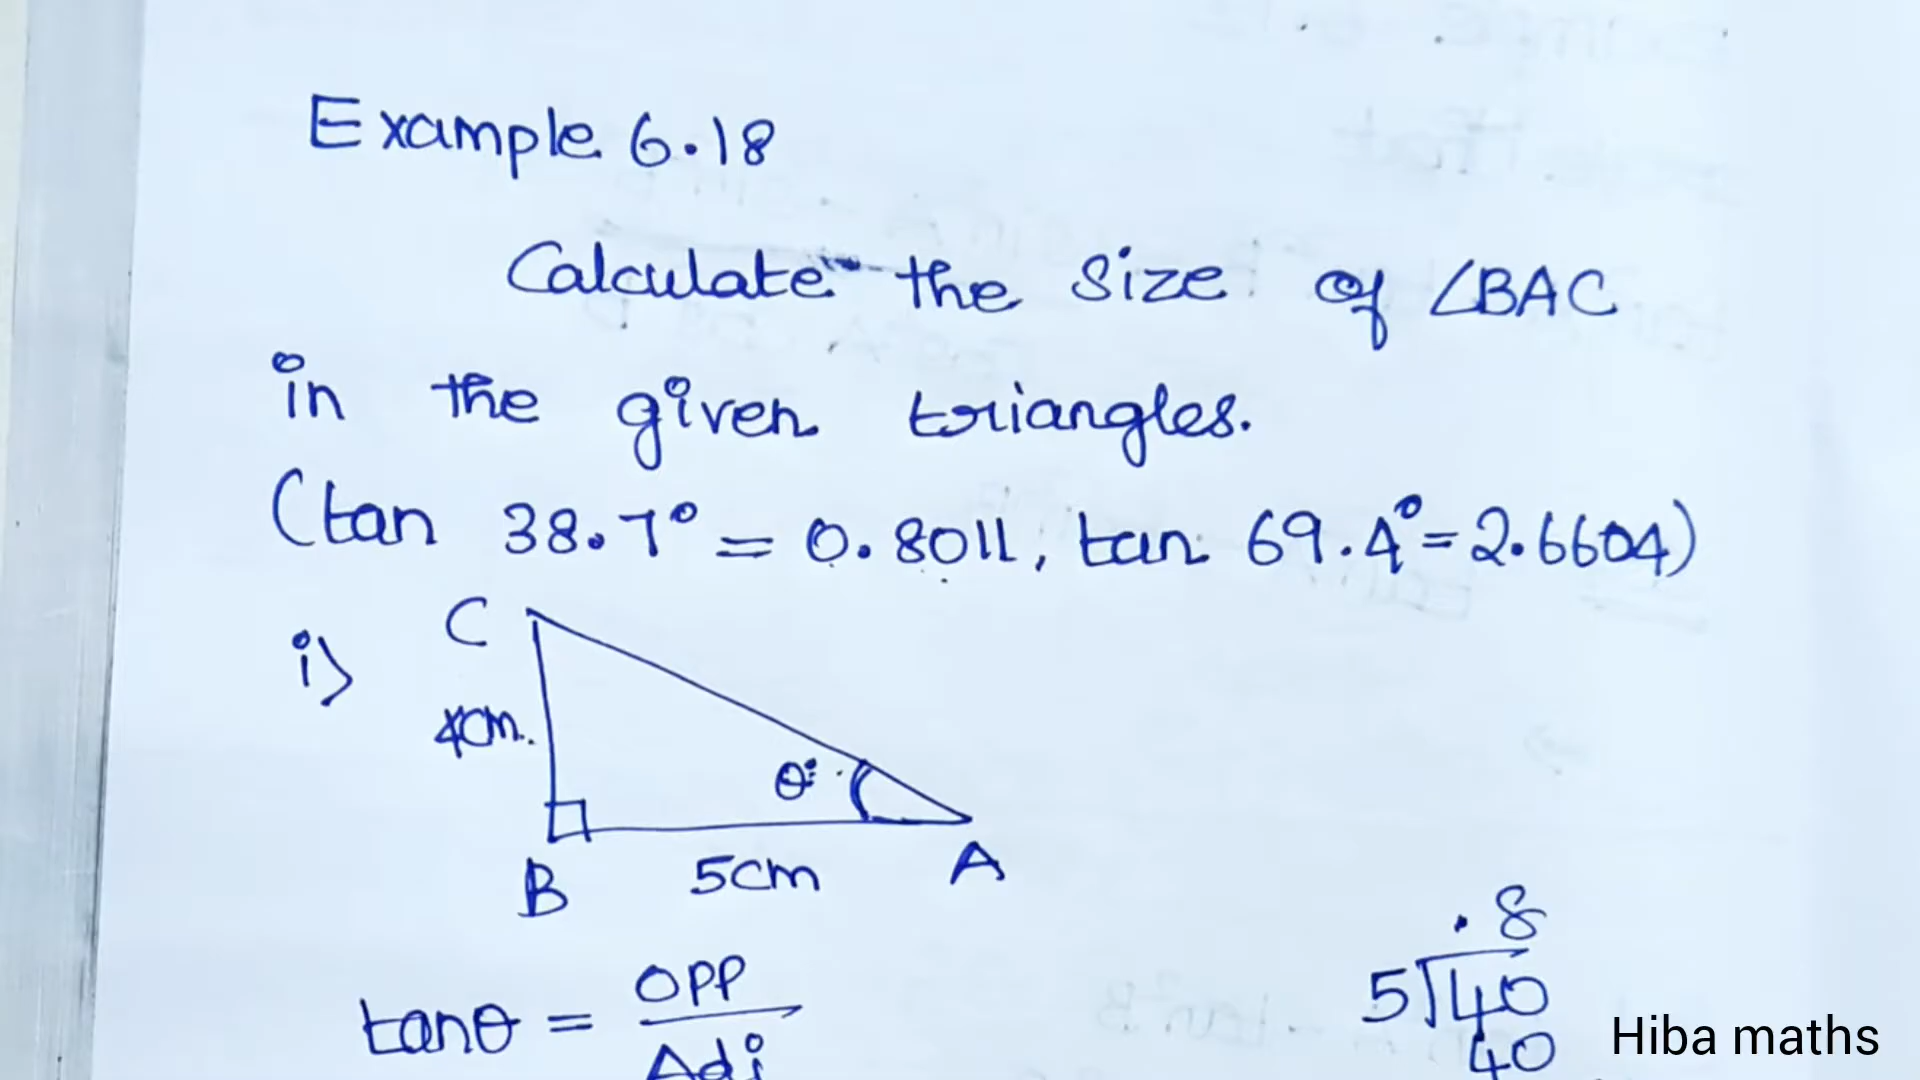 Example 6.18
Calculate the size of ∠BAC
in the given triangles.
(tan 38.7° = 0.8011, tan 69.4° = 2.6604)
i)
C
4cm.
θ
B
5cm
A
tanθ = opp
Adj
.8
5 40
40
Hiba maths